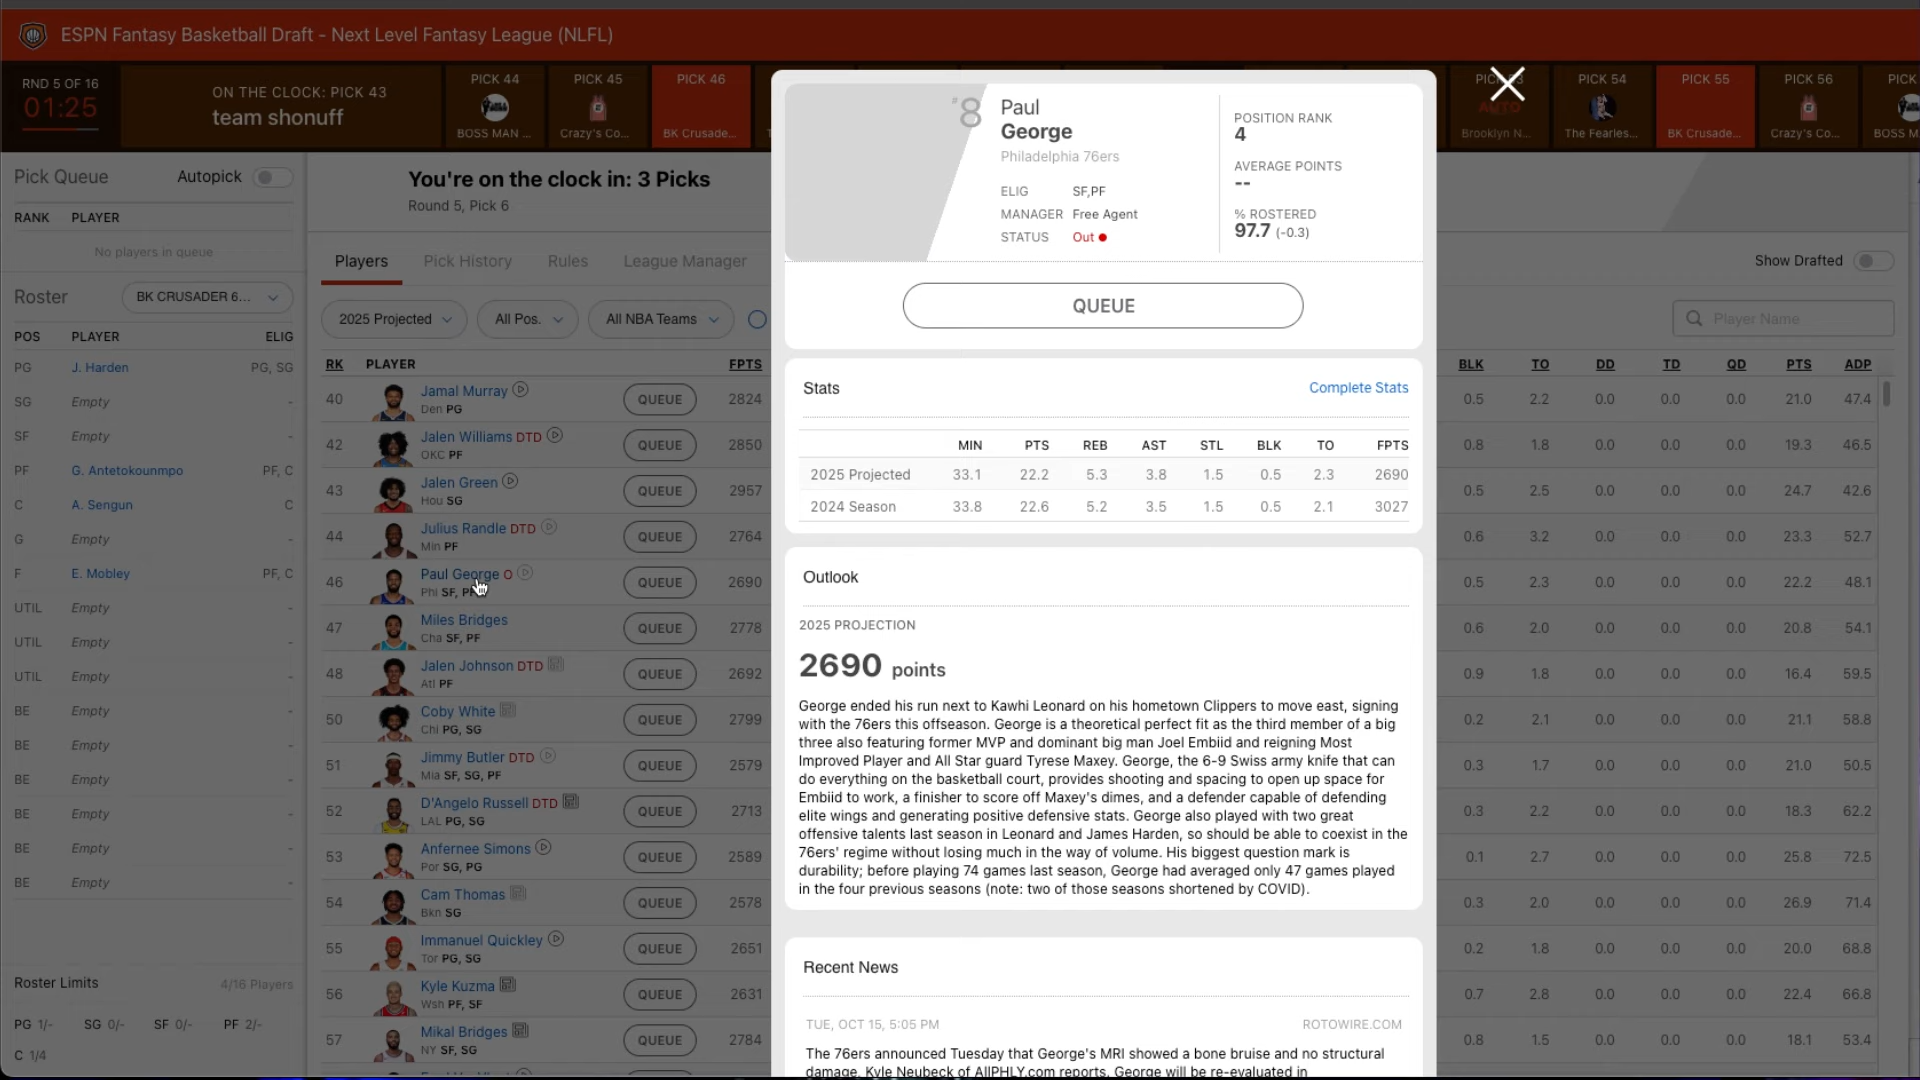 ESPN Fantasy Basketball Draft - Next Level Fantasy League (NLFL)
RND 5 OF 16
01:25
ON THE CLOCK: PICK 43
team shonuff
PICK 44
BOSS MAN ...
PICK 45
Crazy's Co...
PICK 46
BK Crusade...
AUTO
Brooklyn N...
PICK 54
The Fearles...
PICK 55
BK Crusade...
PICK 56
Crazy's Co...
PICK
BOSS M
Pick Queue
Autopick
RANK PLAYER
No players in queue
Roster
BK CRUSADER 6...
POS PLAYER ELIG
PG J. Harden PG, SG
SG Empty -
SF Empty -
PF G. Antetokounmpo PF, C
C A. Sengun C
G Empty -
F E. Mobley PF, C
UTIL Empty -
UTIL Empty -
UTIL Empty -
BE Empty -
BE Empty -
BE Empty -
BE Empty -
BE Empty -
BE Empty -
Roster Limits 4/16 Players
PG 1/- SG 0/- SF 0/- PF 2/-
C 1/4
You're on the clock in: 3 Picks
Round 5, Pick 6
Players Pick History Rules League Manager
Show Drafted
2025 Projected All Pos. All NBA Teams
Player Name
RK PLAYER FPTS BLK TO DD TD QD PTS ADP
40 Jamal Murray QUEUE 2824 0.5 2.2 0.0 0.0 0.0 21.0 47.4
Den PG
42 Jalen Williams DTD QUEUE 2850 0.8 1.8 0.0 0.0 0.0 19.3 46.5
OKC PF
43 Jalen Green QUEUE 2957 0.5 2.5 0.0 0.0 0.0 24.7 42.6
Hou SG
44 Julius Randle DTD QUEUE 2764 0.6 3.2 0.0 0.0 0.0 23.3 52.7
Min PF
46 Paul George O QUEUE 2690 0.5 2.3 0.0 0.0 0.0 22.2 48.1
Phi SF,
47 Miles Bridges QUEUE 2778 0.6 2.0 0.0 0.0 0.0 20.8 54.1
Cha SF, PF
48 Jalen Johnson DTD QUEUE 2692 0.9 1.8 0.0 0.0 0.0 16.4 59.5
Atl PF
50 Coby White QUEUE 2799 0.2 2.1 0.0 0.0 0.0 21.1 58.8
Chi PG, SG
51 Jimmy Butler DTD QUEUE 2579 0.3 1.7 0.0 0.0 0.0 21.0 50.5
Mia SF, SG, PF
52 D'Angelo Russell DTD QUEUE 2713 0.3 2.2 0.0 0.0 0.0 18.3 62.2
LAL PG, SG
53 Anfernee Simons QUEUE 2589 0.1 2.7 0.0 0.0 0.0 25.8 72.5
Por SG, PG
54 Cam Thomas QUEUE 2578 0.3 2.0 0.0 0.0 0.0 26.9 71.4
Bkn SG
55 Immanuel Quickley QUEUE 2651 0.2 1.8 0.0 0.0 0.0 20.0 68.8
Tor PG, SG
56 Kyle Kuzma QUEUE 2631 0.7 2.8 0.0 0.0 0.0 22.4 66.8
Wsh PF, SF
57 Mikal Bridges QUEUE 2784 0.8 1.5 0.0 0.0 0.0 18.1 53.4
NY SF, SG
#8
Paul
George
Philadelphia 76ers
ELIG SF,PF
MANAGER Free Agent
STATUS Out
POSITION RANK
4
AVERAGE POINTS
--
% ROSTERED
97.7 (-0.3)
QUEUE
Stats Complete Stats
MIN PTS REB AST STL BLK TO FPTS
2025 Projected 33.1 22.2 5.3 3.8 1.5 0.5 2.3 2690
2024 Season 33.8 22.6 5.2 3.5 1.5 0.5 2.1 3027
Outlook
2025 PROJECTION
2690 points
George ended his run next to Kawhi Leonard on his hometown Clippers to move east, signing
with the 76ers this offseason. George is a theoretical perfect fit as the third member of a big
three also featuring former MVP and dominant big man Joel Embiid and reigning Most
Improved Player and All Star guard Tyrese Maxey. George, the 6-9 Swiss army knife that can
do everything on the basketball court, provides shooting and spacing to open up space for
Embiid to work, a finisher to score off Maxey's dimes, and a defender capable of defending
elite wings and generating positive defensive stats. George also played with two great
offensive talents last season in Leonard and James Harden, so should be able to coexist in the
76ers' regime without losing much in the way of volume. His biggest question mark is
durability; before playing 74 games last season, George had averaged only 47 games played
in the four previous seasons (note: two of those seasons shortened by COVID).
Recent News
TUE, OCT 15, 5:05 PM ROTOWIRE.COM
The 76ers announced Tuesday that George's MRI showed a bone bruise and no structural
damage, Kyle Neubeck of AllPHLY.com reports. George will be re-evaluated in